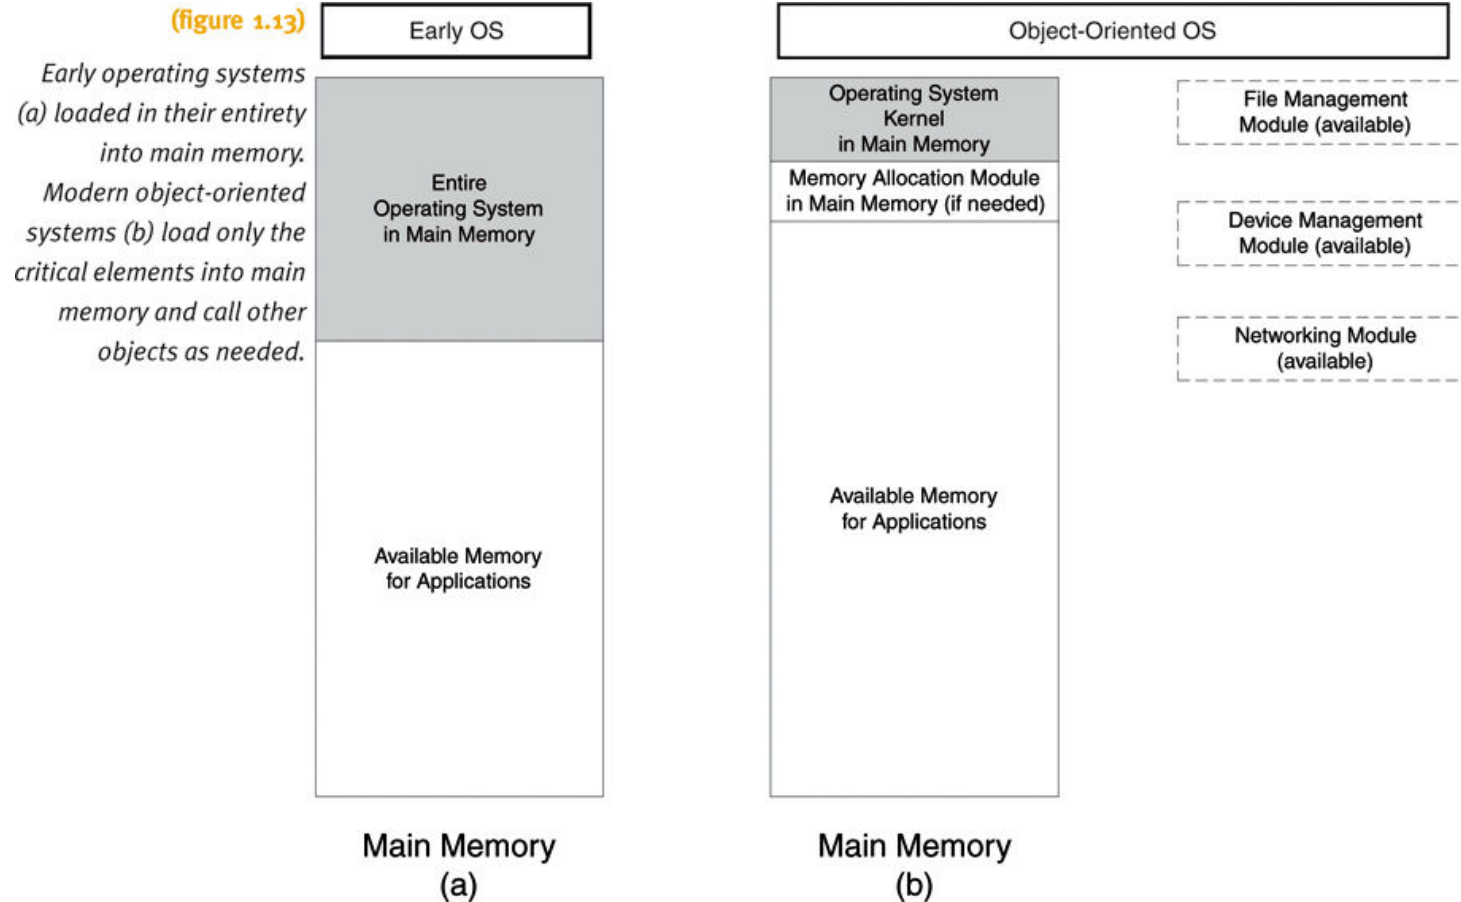 (figure 1.13)
Early operating systems
(a) loaded in their entirety
into main memory.
Modern object-oriented
systems (b) load only the
critical elements into main
memory and call other
objects as needed.
Early OS
Entire
Operating System
in Main Memory
Available Memory
for Applications
Main Memory
(a)
Object-Oriented OS
Operating System
Kernel
in Main Memory
Memory Allocation Module
in Main Memory (if needed)
Available Memory
for Applications
Main Memory
(b)
File Management
Module (available)
Device Management
Module (available)
Networking Module
(available)